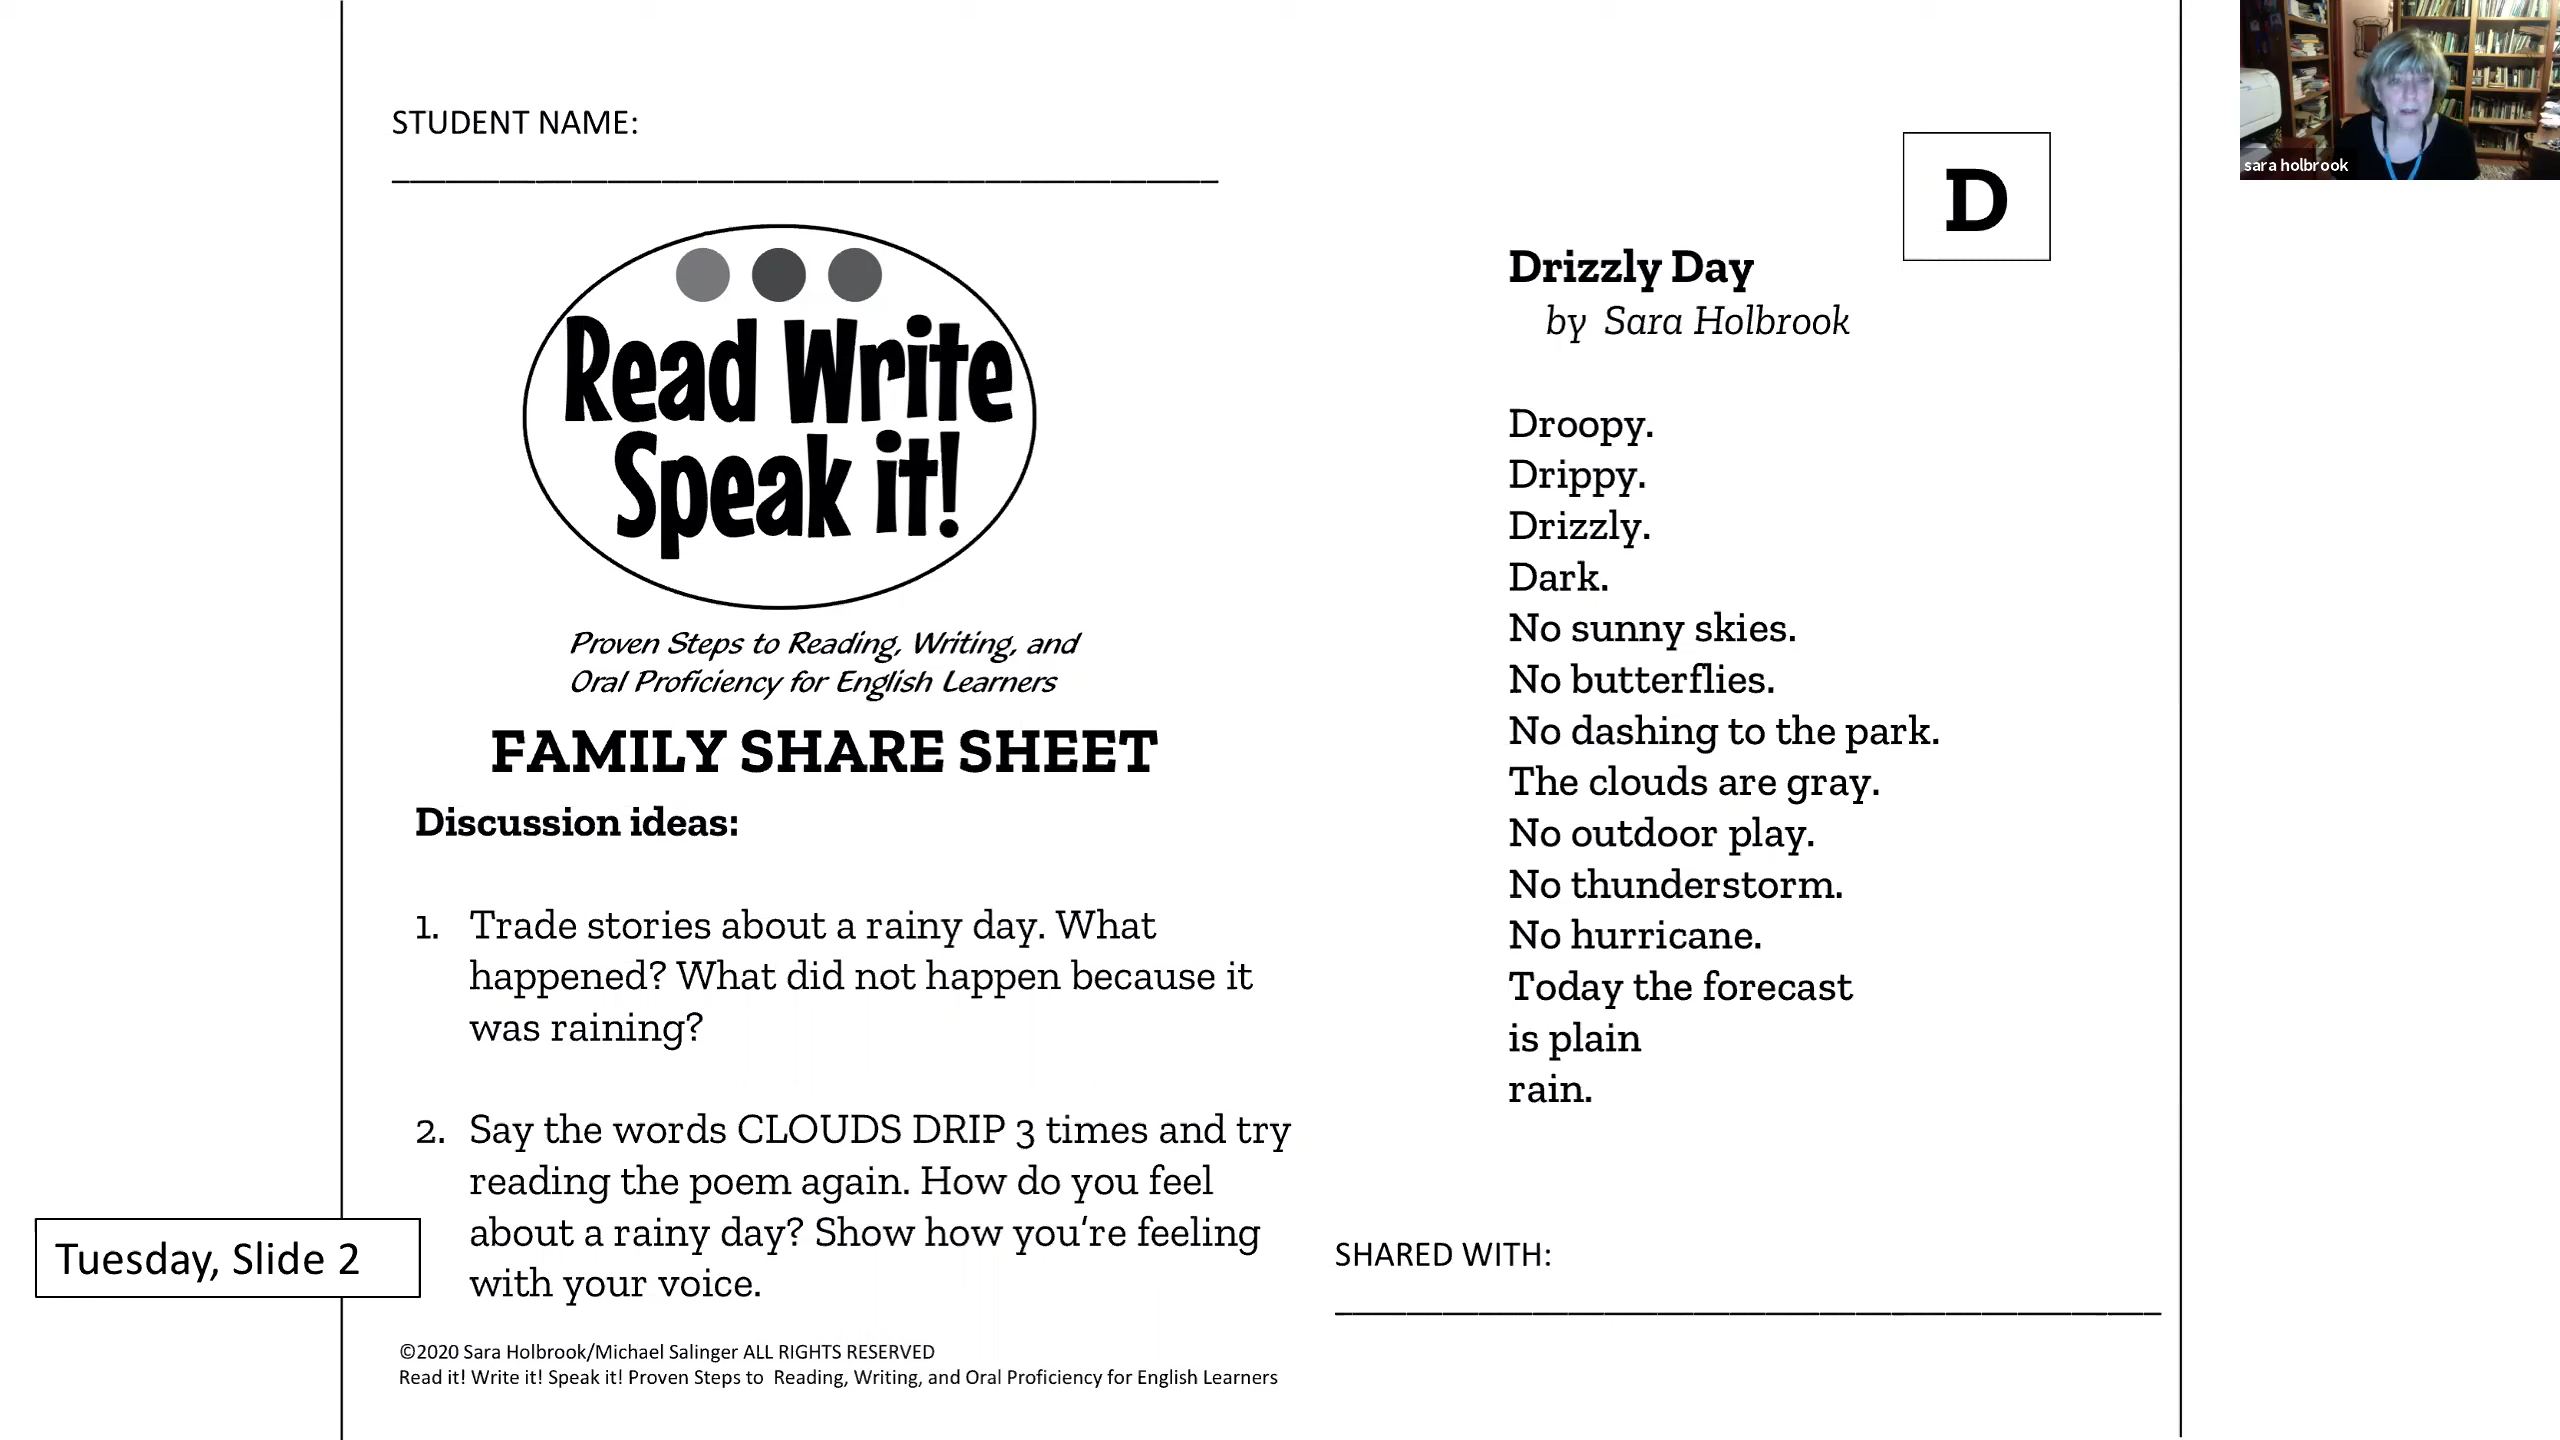 STUDENT NAME:
Read Write
Speak it!
Proven Steps to Reading, Writing, and
Oral Proficiency for English Learners
FAMILY SHARE SHEET
Discussion ideas:
1. Trade stories about a rainy day. What
happened? What did not happen because it
was raining?
2. Say the words CLOUDS DRIP 3 times and try
reading the poem again. How do you feel
about a rainy day? Show how you're feeling
with your voice.
Tuesday, Slide 2
©2020 Sara Holbrook/Michael Salinger ALL RIGHTS RESERVED
Read it! Write it! Speak it! Proven Steps to Reading, Writing, and Oral Proficiency for English Learners
D
Drizzly Day
by Sara Holbrook
Droopy.
Drippy.
Drizzly.
Dark.
No sunny skies.
No butterflies.
No dashing to the park.
The clouds are gray.
No outdoor play.
No thunderstorm.
No hurricane.
Today the forecast
is plain
rain.
SHARED WITH:
sara holbrook